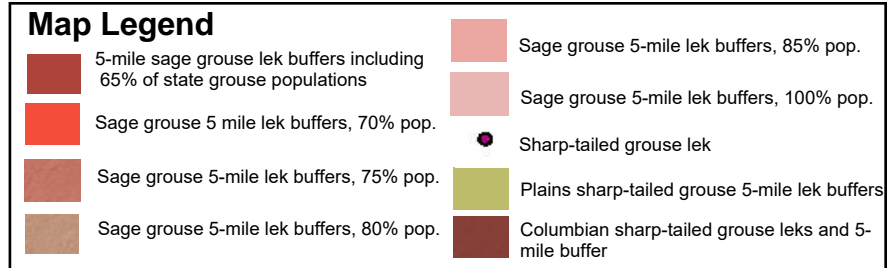 Map Legend
5-mile sage grouse lek buffers including
65% of state grouse populations
Sage grouse 5 mile lek buffers, 70% pop.
Sage grouse 5-mile lek buffers, 75% pop.
Sage grouse 5-mile lek buffers, 80% pop.
Sage grouse 5-mile lek buffers, 85% pop.
Sage grouse 5-mile lek buffers, 100% pop.
Sharp-tailed grouse lek
Plains sharp-tailed grouse 5-mile lek buffers
Columbian sharp-tailed grouse leks and 5-
mile buffer